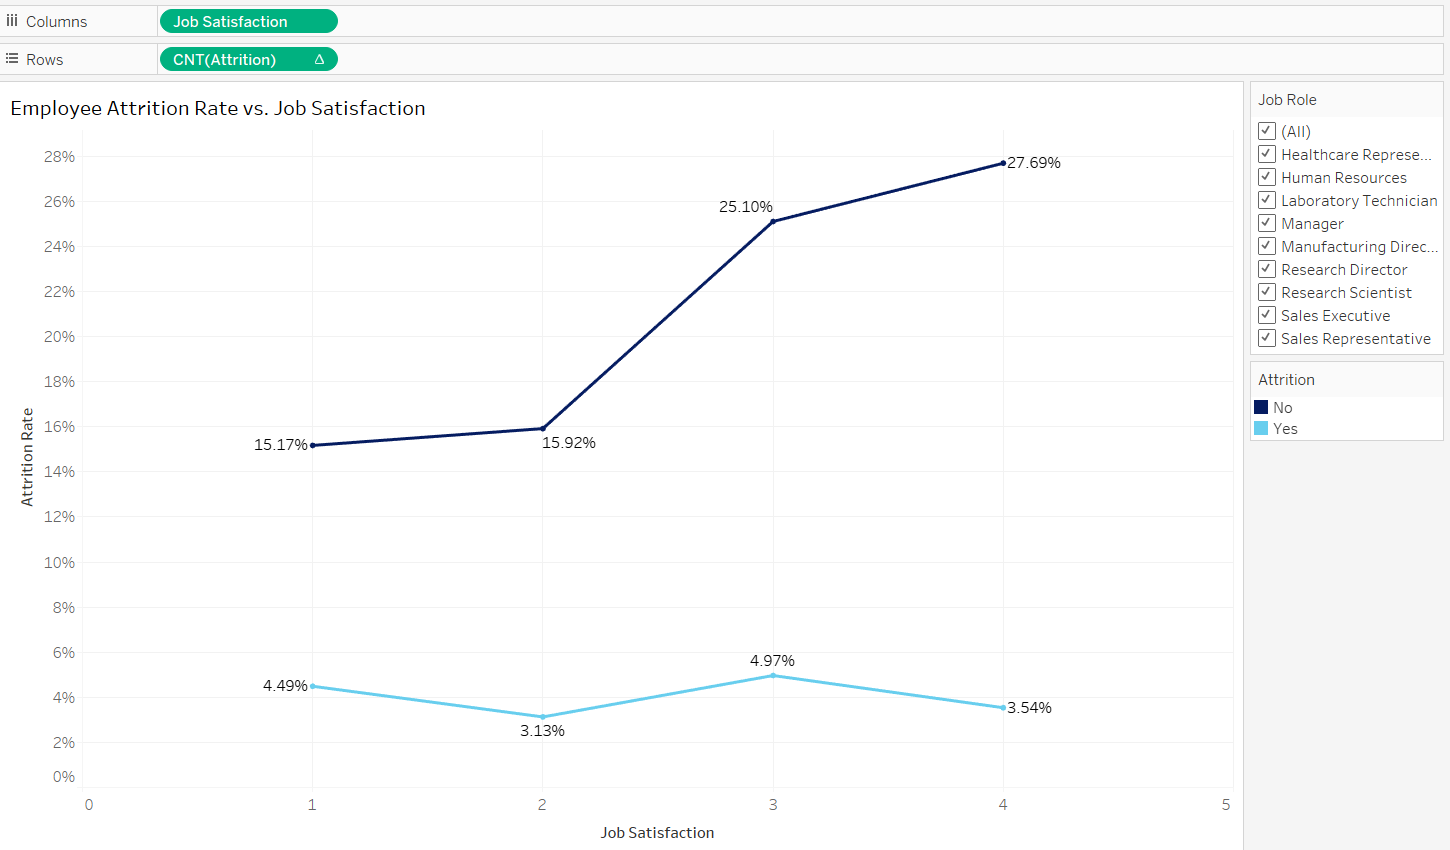 Columns
Job Satisfaction
Rows
CNT(Attrition) Δ
Employee Attrition Rate vs. Job Satisfaction
28%
26%
24%
22%
20%
18%
16%
14%
12%
10%
8%
6%
4%
2%
0%
Attrition Rate
15.17%
15.92%
25.10%
27.69%
4.49%
3.13%
4.97%
3.54%
0 1 2 3 4 5
Job Satisfaction
Job Role
(All)
Healthcare Represe...
Human Resources
Laboratory Technician
Manager
Manufacturing Direc...
Research Director
Research Scientist
Sales Executive
Sales Representative
Attrition
No
Yes